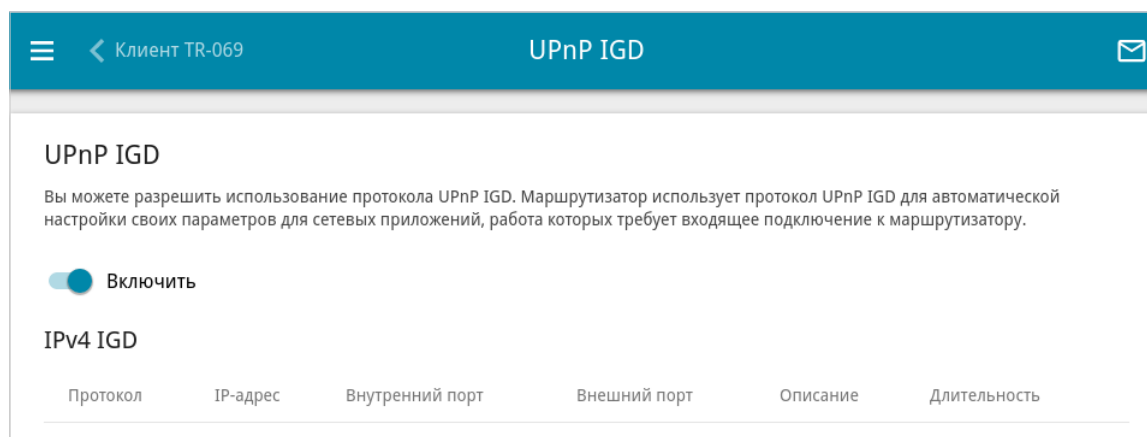 Клиент TR-069 UPnP IGD
UPnP IGD
Вы можете разрешить использование протокола UPnP IGD. Маршрутизатор использует протокол UPnP IGD для автоматической
настройки своих параметров для сетевых приложений, работа которых требует входящее подключение к маршрутизатору.
Включить
IPv4 IGD
Протокол IP-адрес Внутренний порт Внешний порт Описание Длительность